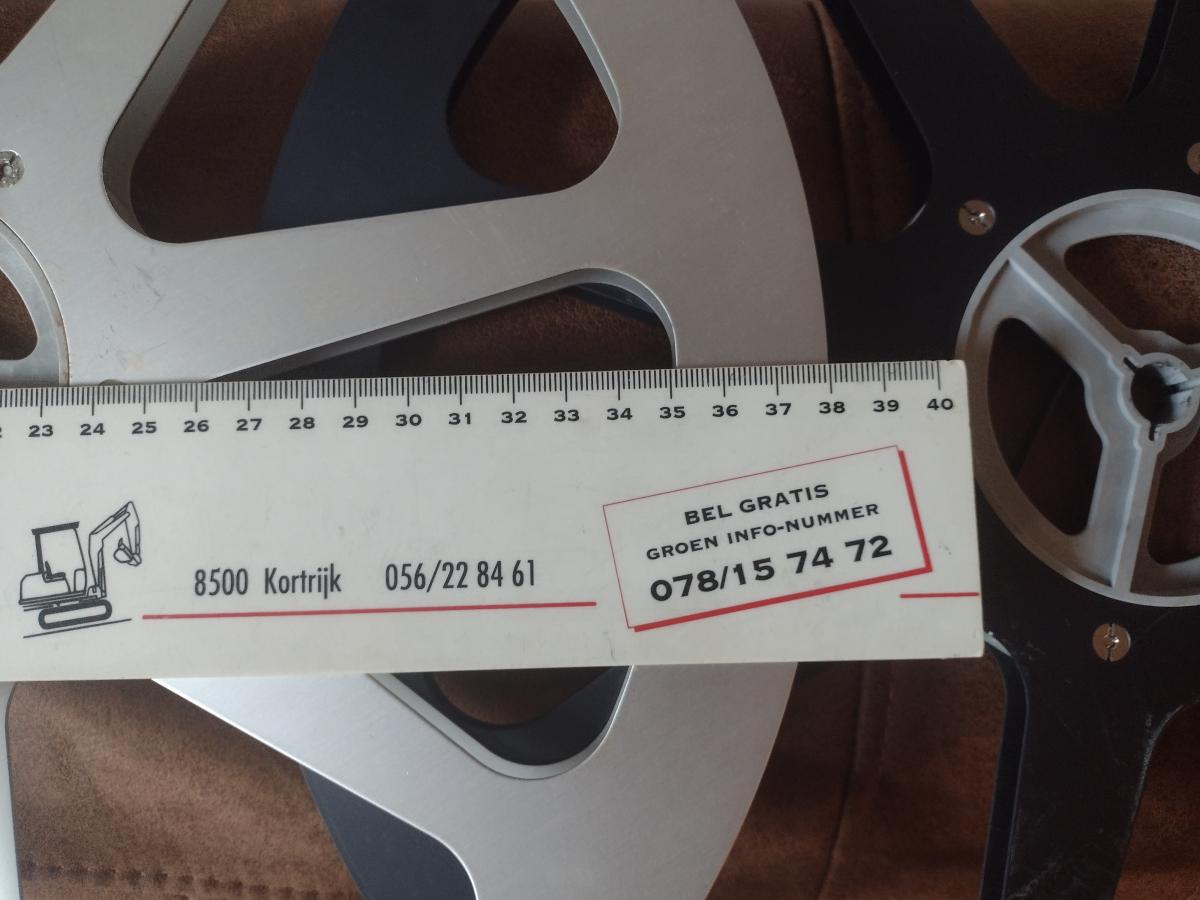 23 24 25 26 27 28 29 30 31 32 33 34 35 36 37 38 39 40
BEL GRATIS
GROEN INFO-NUMMER
078/15 74 72
8500 Kortrijk 056/22 84 61